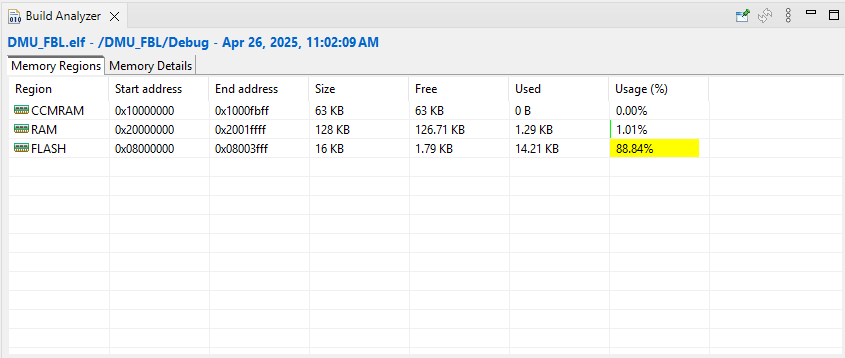 Build Analyzer
DMU_FBL.elf - /DMU_FBL/Debug - Apr 26, 2025, 11:02:09 AM
Memory Regions Memory Details
Region Start address End address Size Free Used Usage (%)
CCMRAM 0x10000000 0x1000fbff 63 KB 63 KB 0 B 0.00%
RAM 0x20000000 0x2001ffff 128 KB 126.71 KB 1.29 KB 1.01%
FLASH 0x08000000 0x08003fff 16 KB 1.79 KB 14.21 KB 88.84%